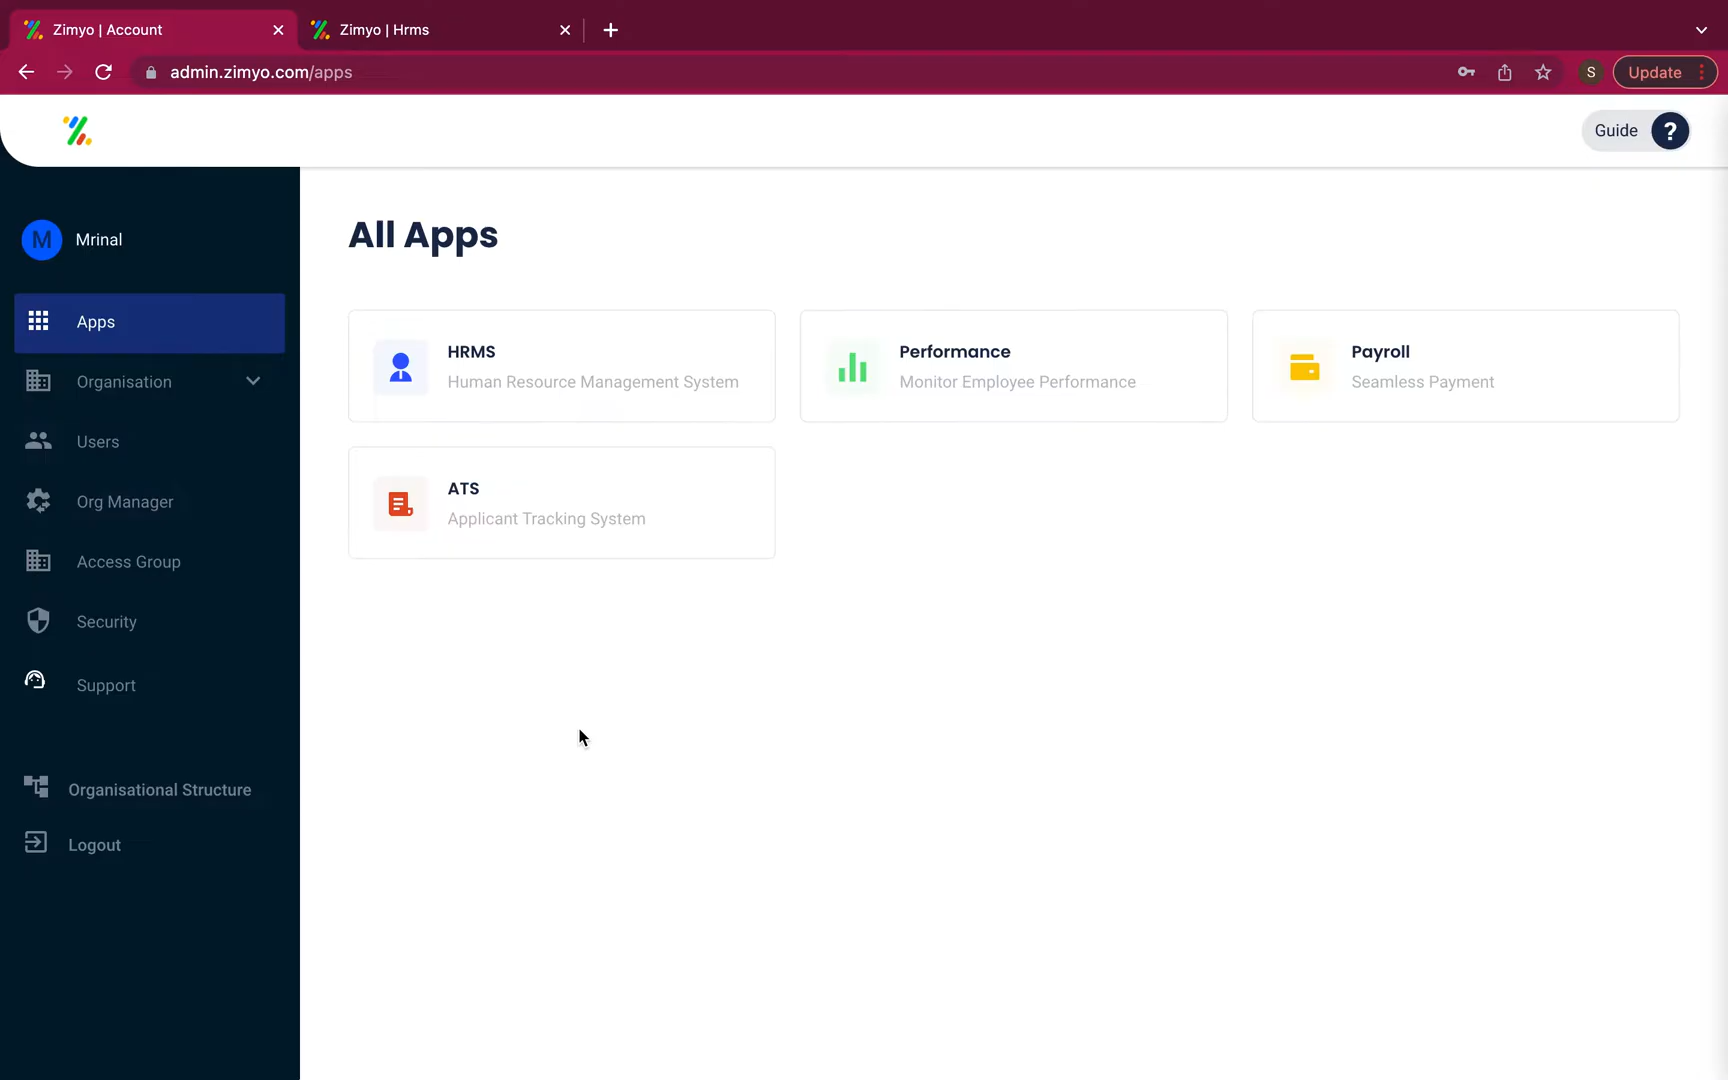 Zimyo | Account
Zimyo | Hrms
admin.zimyo.com/apps
S
Update
Guide ?
M Mrinal
Apps
Organisation
Users
Org Manager
Access Group
Security
Support
Organisational Structure
Logout
All Apps
HRMS
Human Resource Management System
Performance
Monitor Employee Performance
Payroll
Seamless Payment
ATS
Applicant Tracking System